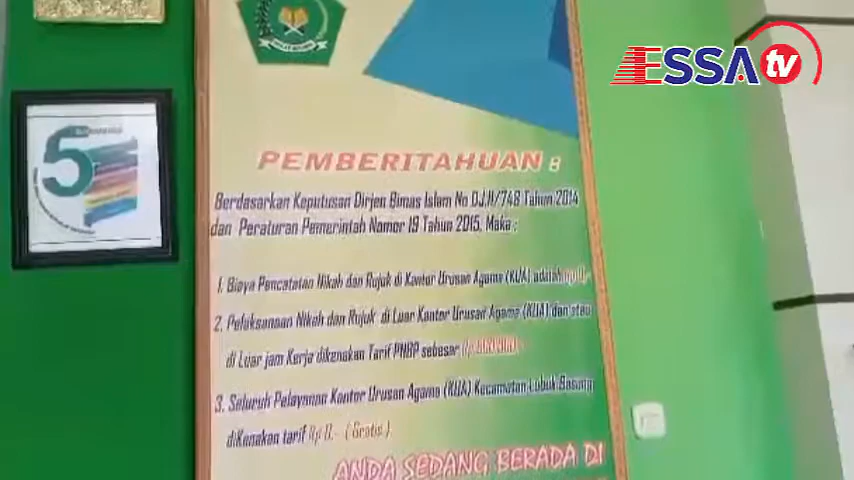 ESSA tv
5
PEMBERITAHUAN :
Berdasarkan Keputusan Dirjen Bimas Islam No DJ.II/748 Tahun 2014
dan Peraturan Pemerintah Nomor 19 Tahun 2015, Maka :
1. Biaya Pencatatan Nikah dan Rujuk di Kantor Urusan Agama (KUA) adalah
2. Pelaksanaan Nikah dan Rujuk di Luar Kantor Urusan Agama (KUA) dan atau
di Luar jam Kerja dikenakan Tarif PNBP sebesar
3. Seluruh Pelayanan Kantor Urusan Agama (KUA) Kecamatan Lubuk Basung
diKenakan tarif Rp 0,- (Gratis)
ANDA SEDANG BERADA DI